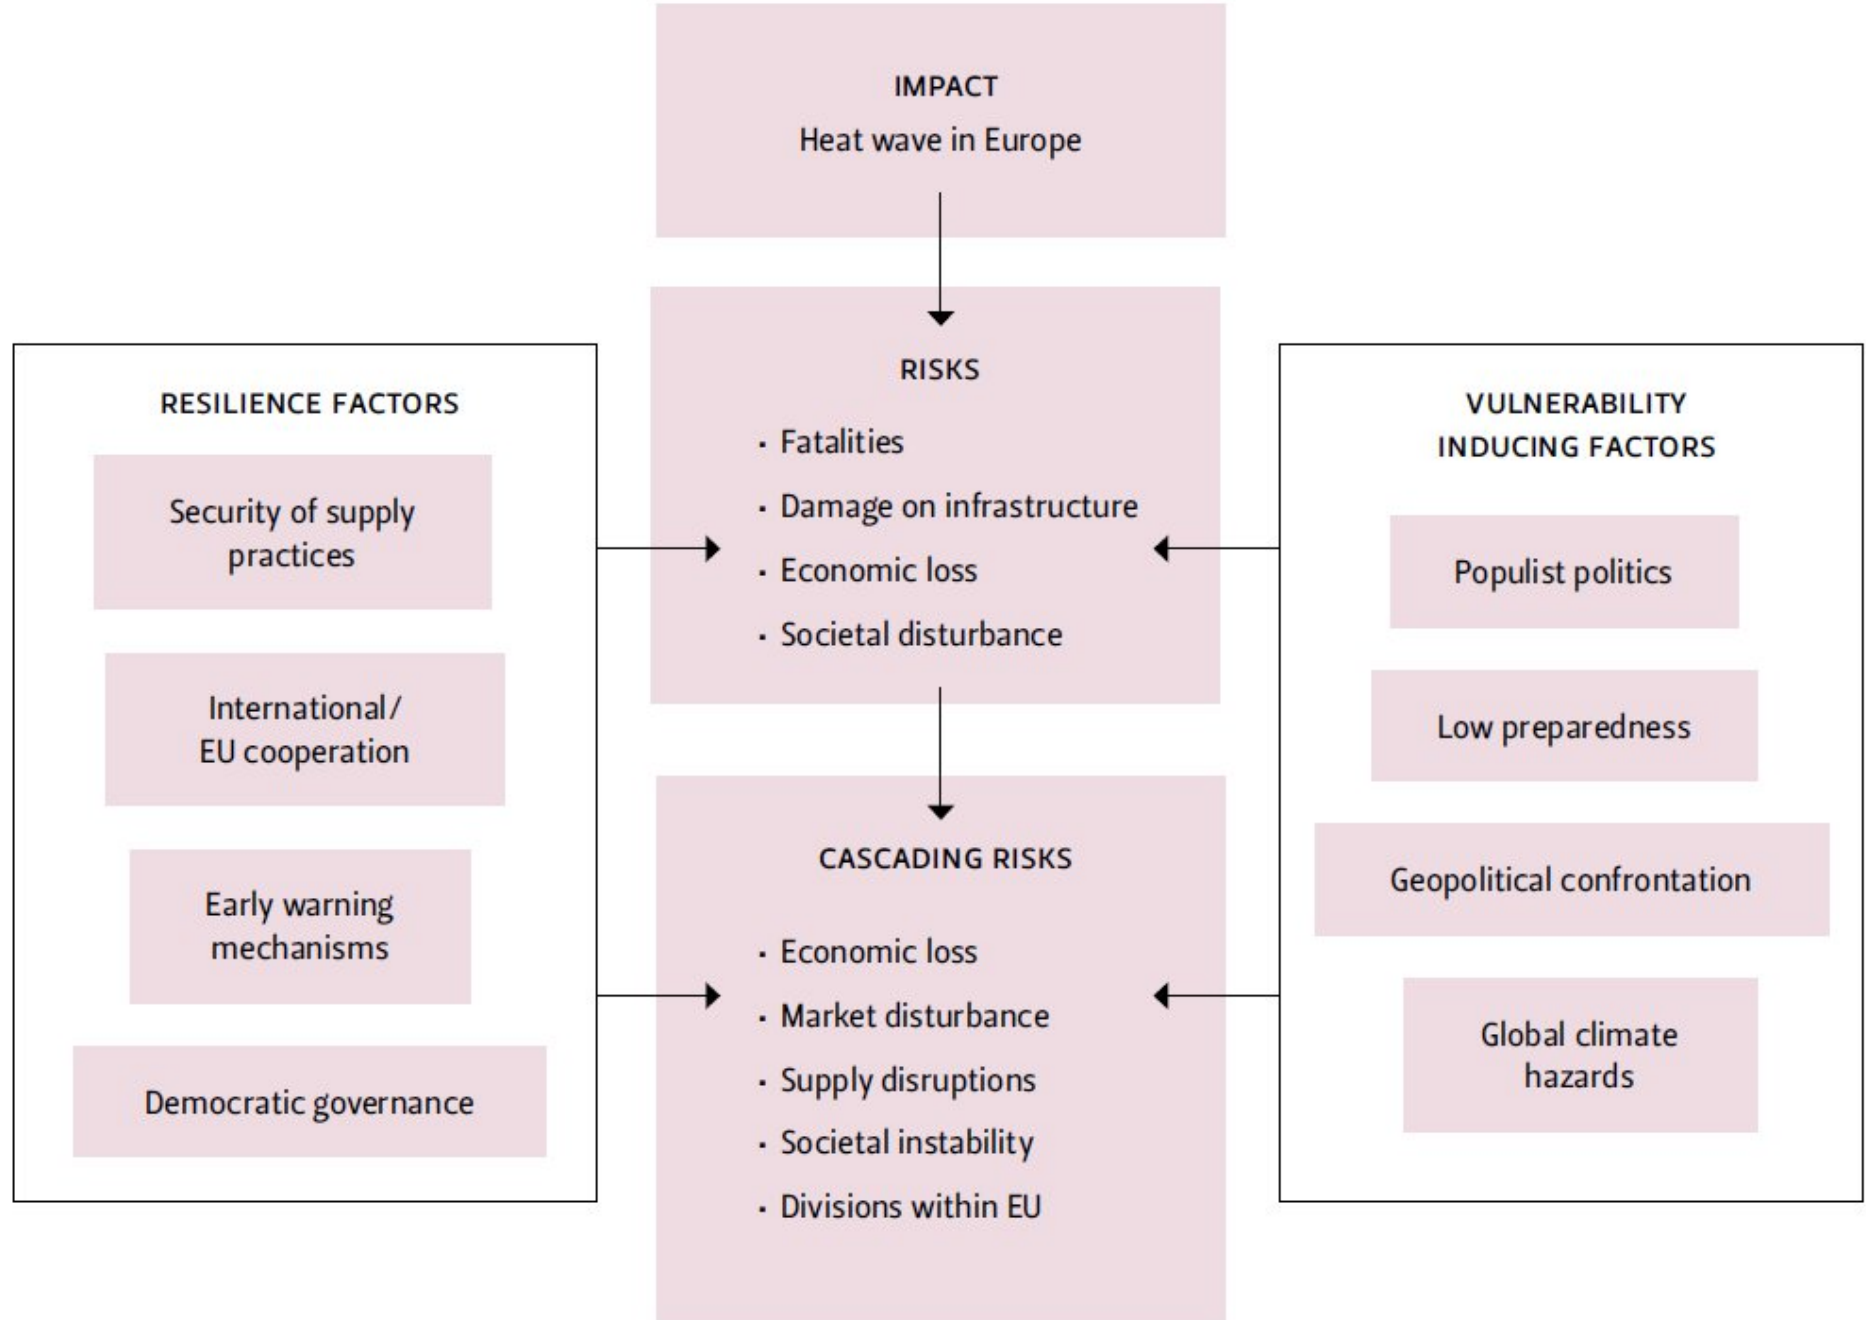 IMPACT
Heat wave in Europe
RISKS
· Fatalities
· Damage on infrastructure
· Economic loss
· Societal disturbance
RESILIENCE FACTORS
Security of supply
practices
International/
EU cooperation
Early warning
mechanisms
Democratic governance
VULNERABILITY
INDUCING FACTORS
Populist politics
Low preparedness
Geopolitical confrontation
Global climate
hazards
CASCADING RISKS
· Economic loss
· Market disturbance
· Supply disruptions
· Societal instability
· Divisions within EU